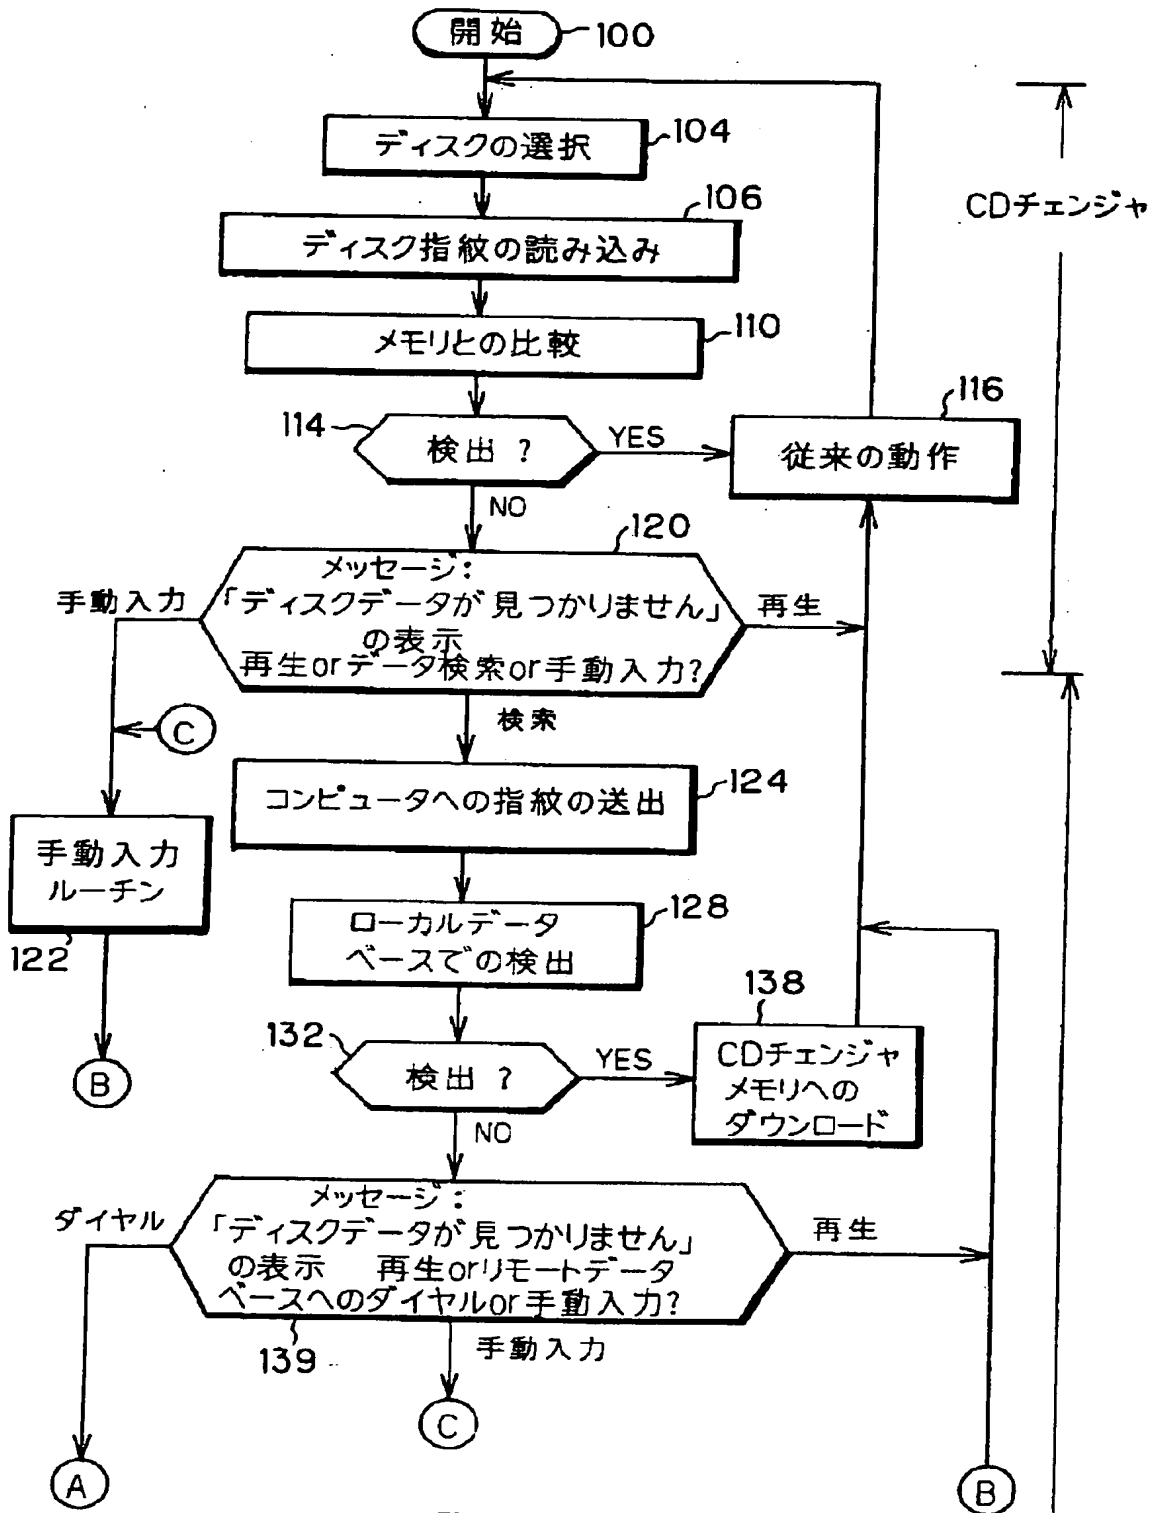 開始
100
ディスクの選択
104
CDチェンジャ
106
ディスク指紋の読み込み
メモリとの比較
110
114
検出 ?
YES
116
従来の動作
NO
120
メッセージ:
「ディスクデータが見つかりません」
の表示
再生orデータ検索or手動入力?
手動入力
再生
検索
C
コンピュータへの指紋の送出
124
手動入力
ルーチン
122
ローカルデータ
ベースでの検出
128
B
132
検出 ?
YES
138
CDチェンジャ
メモリへの
ダウンロード
NO
ダイヤル
メッセージ:
「ディスクデータが見つかりません」
の表示 再生orリモートデータ
ベースへのダイヤルor手動入力?
再生
139
手動入力
C
A
B